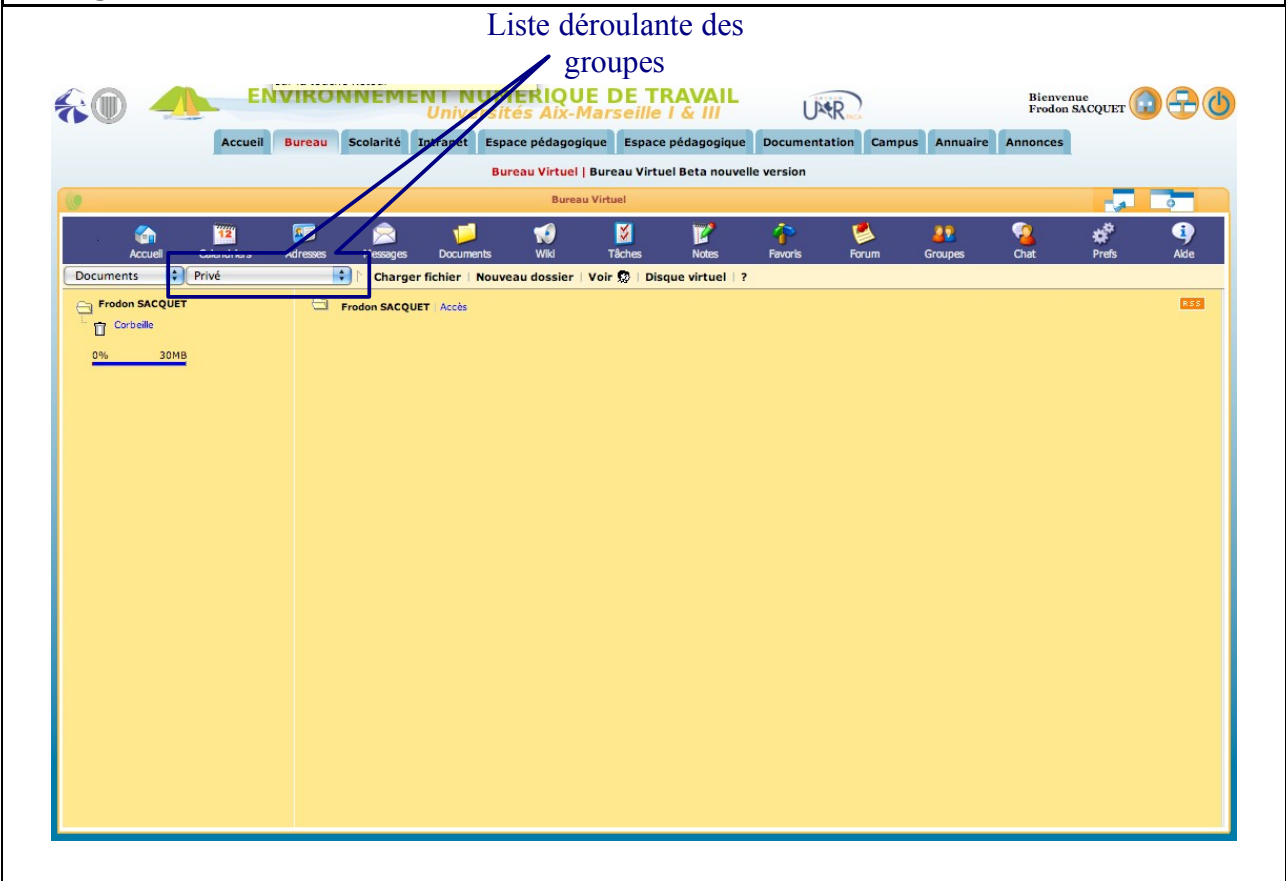 Liste déroulante des
groupes
ENVIRONNEMENT NUMERIQUE DE TRAVAIL
Universités Aix-Marseille I & III
Bienvenue
Frodon SACQUET
Accueil Bureau Scolarité Intranet Espace pédagogique Espace pédagogique Documentation Campus Annuaire Annonces
Bureau Virtuel | Bureau Virtuel Beta nouvelle version
Bureau Virtuel
12
Accueil Calendriers Adresses Messages Documents Wiki Tâches Notes Favoris Forum Groupes Chat Prefs Aide
Documents Privé Charger fichier | Nouveau dossier | Voir | Disque virtuel | ?
Frodon SACQUET
Corbeille
0% 30MB
Frodon SACQUET | Accès
RSS